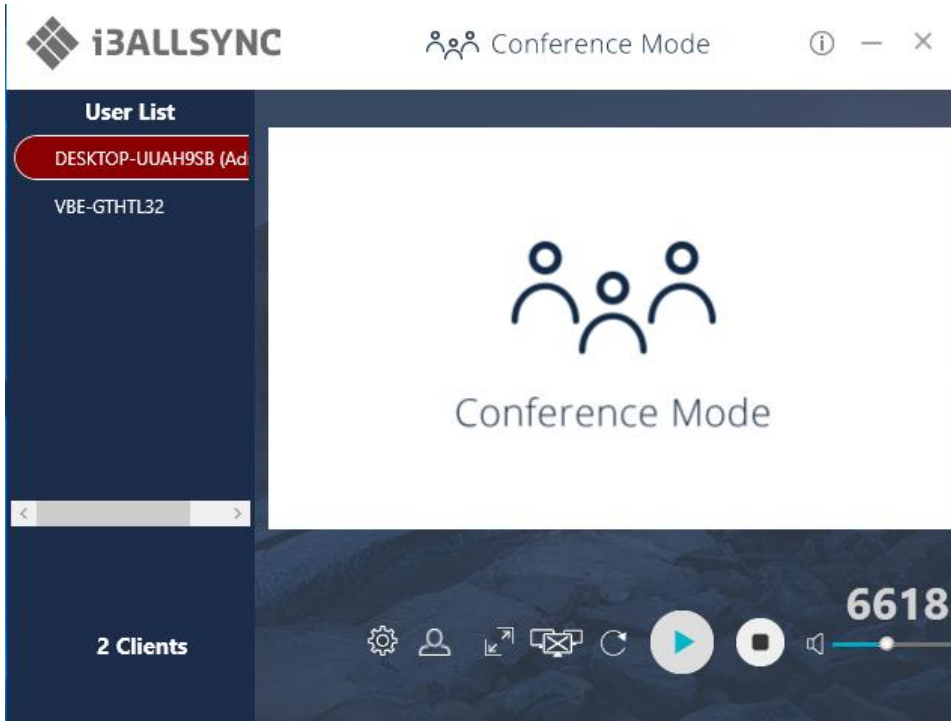 i3ALLSYNC
Conference Mode
User List
DESKTOP-UUAH9SB (Ad
VBE-GTHTL32
Conference Mode
6618
2 Clients